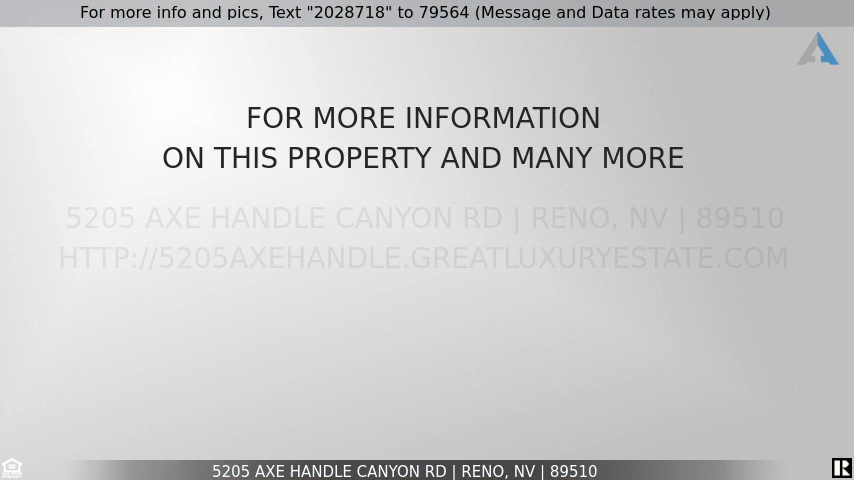 For more info and pics, Text "2028718" to 79564 (Message and Data rates may apply)
FOR MORE INFORMATION
ON THIS PROPERTY AND MANY MORE
5205 AXE HANDLE CANYON RD | RENO, NV | 89510
HTTP://5205AXEHANDLE.GREATLUXURYESTATE.COM
5205 AXE HANDLE CANYON RD | RENO, NV | 89510